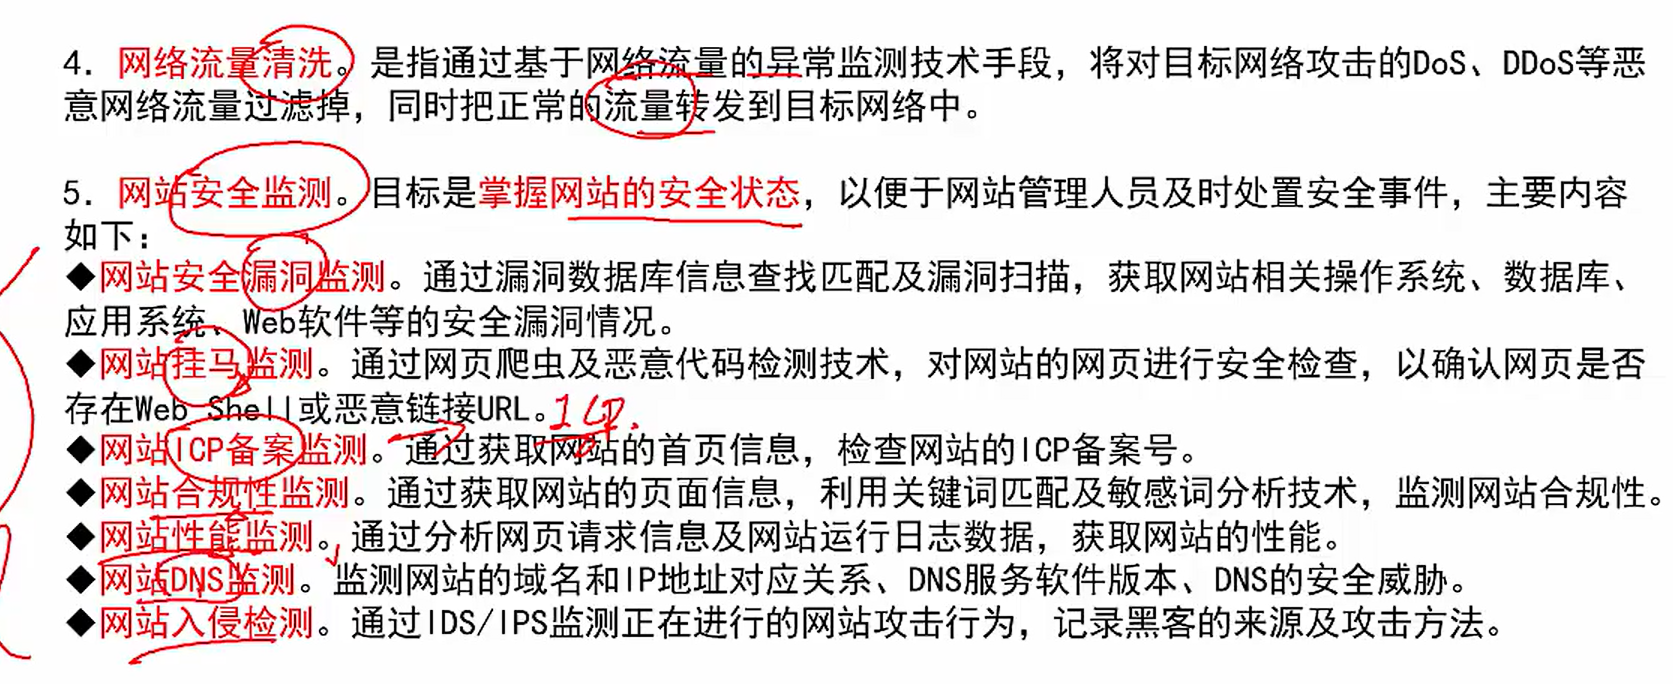 4. 网络流量清洗。是指通过基于网络流量的异常监测技术手段，将对目标网络攻击的DoS、DDoS等恶
意网络流量过滤掉，同时把正常的流量转发到目标网络中。
5. 网站安全监测。目标是掌握网站的安全状态，以便于网站管理人员及时处置安全事件，主要内容
如下：
◆网站安全漏洞监测。通过漏洞数据库信息查找匹配及漏洞扫描，获取网站相关操作系统、数据库、
应用系统、Web软件等的安全漏洞情况。
◆网站挂马监测。通过网页爬虫及恶意代码检测技术，对网站的网页进行安全检查，以确认网页是否
存在Web Shell或恶意链接URL。ICP.
◆网站ICP备案监测。通过获取网站的首页信息，检查网站的ICP备案号。
◆网站合规性监测。通过获取网站的页面信息，利用关键词匹配及敏感词分析技术，监测网站合规性。
◆网站性能监测。通过分析网页请求信息及网站运行日志数据，获取网站的性能。
◆网站DNS监测。监测网站的域名和IP地址对应关系、DNS服务软件版本、DNS的安全威胁。
◆网站入侵检测。通过IDS/IPS监测正在进行的网站攻击行为，记录黑客的来源及攻击方法。